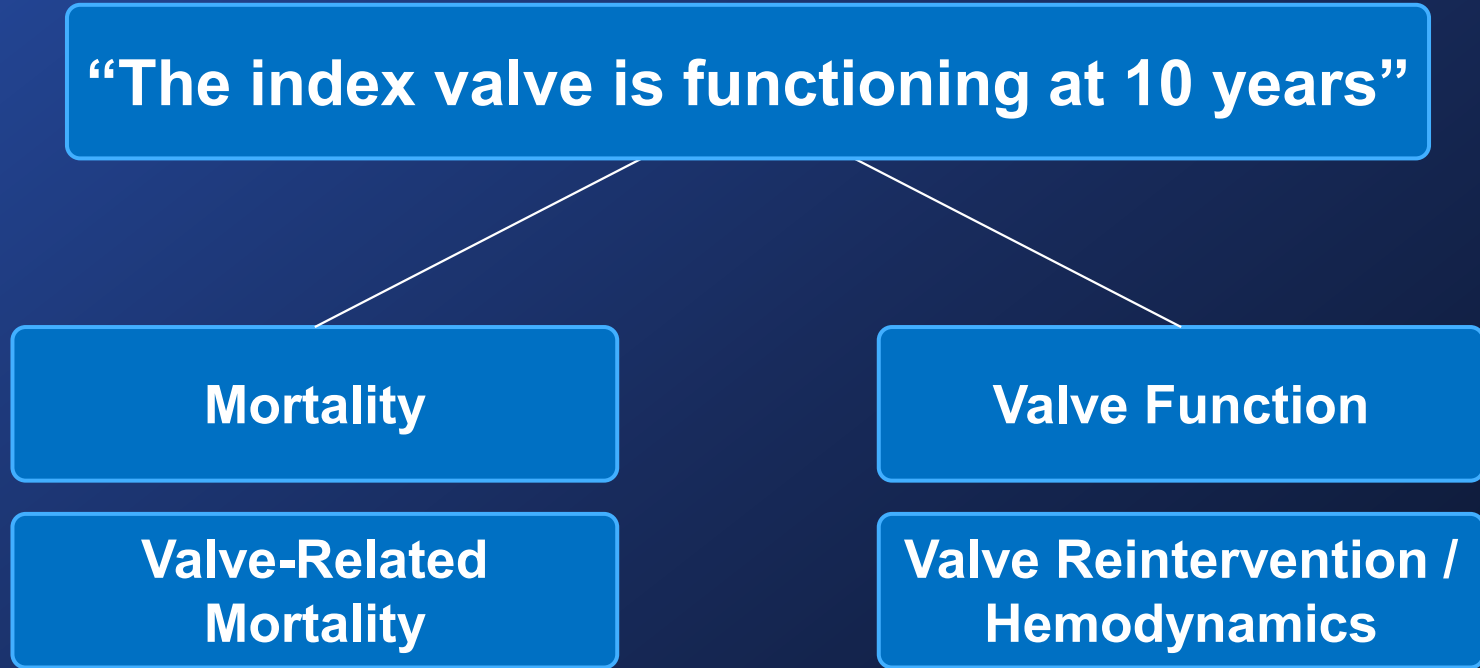 “The index valve is functioning at 10 years”
Mortality
Valve Function
Valve-Related
Mortality
Valve Reintervention /
Hemodynamics